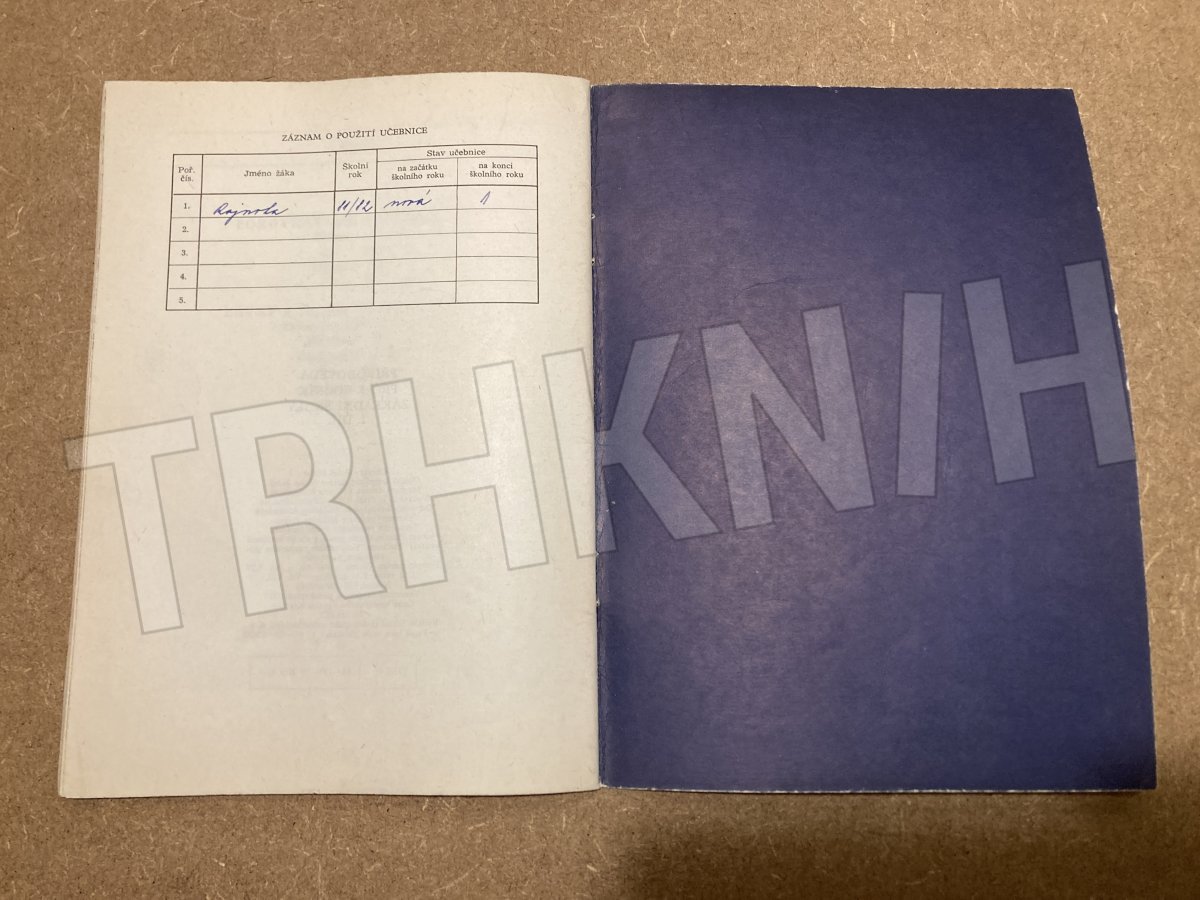 ZÁZNAM O POUŽITÍ UČEBNICE
Poř. čís. Jméno žáka Školní rok Stav učebnice
na začátku školního roku na konci školního roku
1. 11/12 nová 1
2.
3.
4.
5.
TRHKNIH